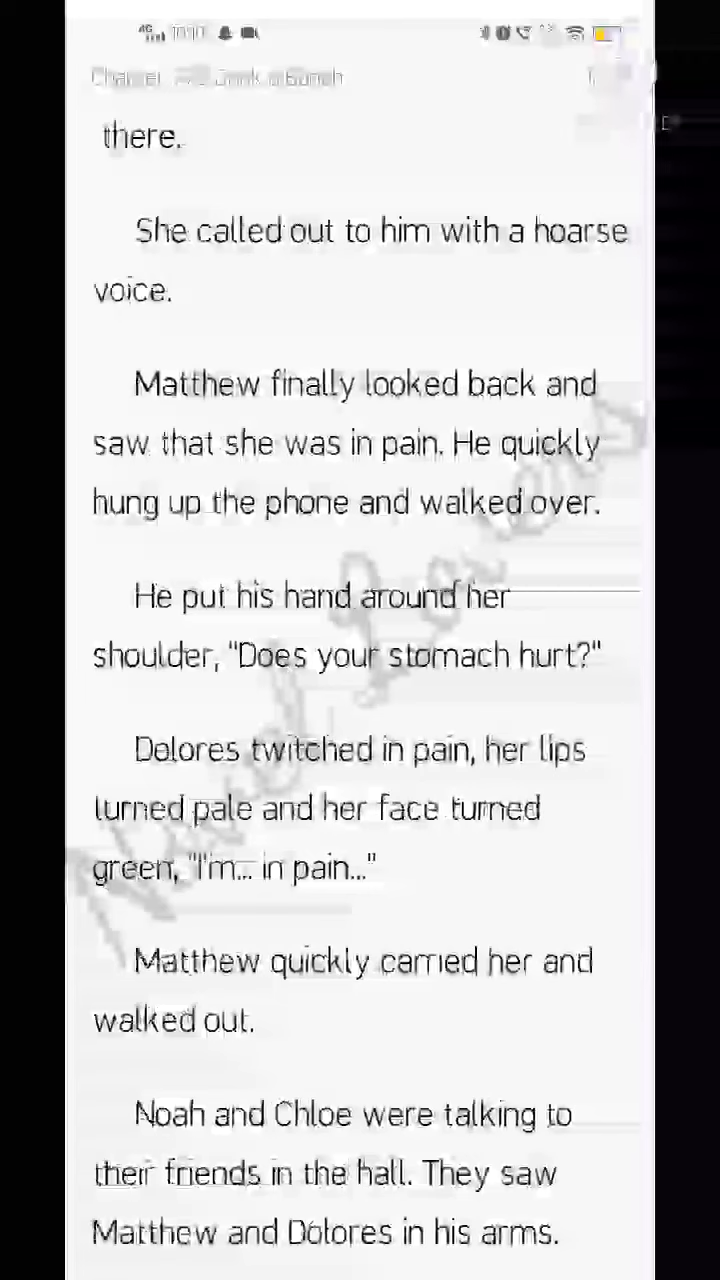 4G
Chapter
there.
She called out to him with a hoarse
voice.
Matthew finally looked back and
saw that she was in pain. He quickly
hung up the phone and walked over.
He put his hand around her
shoulder, "Does your stomach hurt?"
Dolores twitched in pain, her lips
turned pale and her face turned
green, "I'm... in pain..."
Matthew quickly carried her and
walked out.
Noah and Chloe were talking to
their friends in the hall. They saw
Matthew and Dolores in his arms.
Novel Lovers